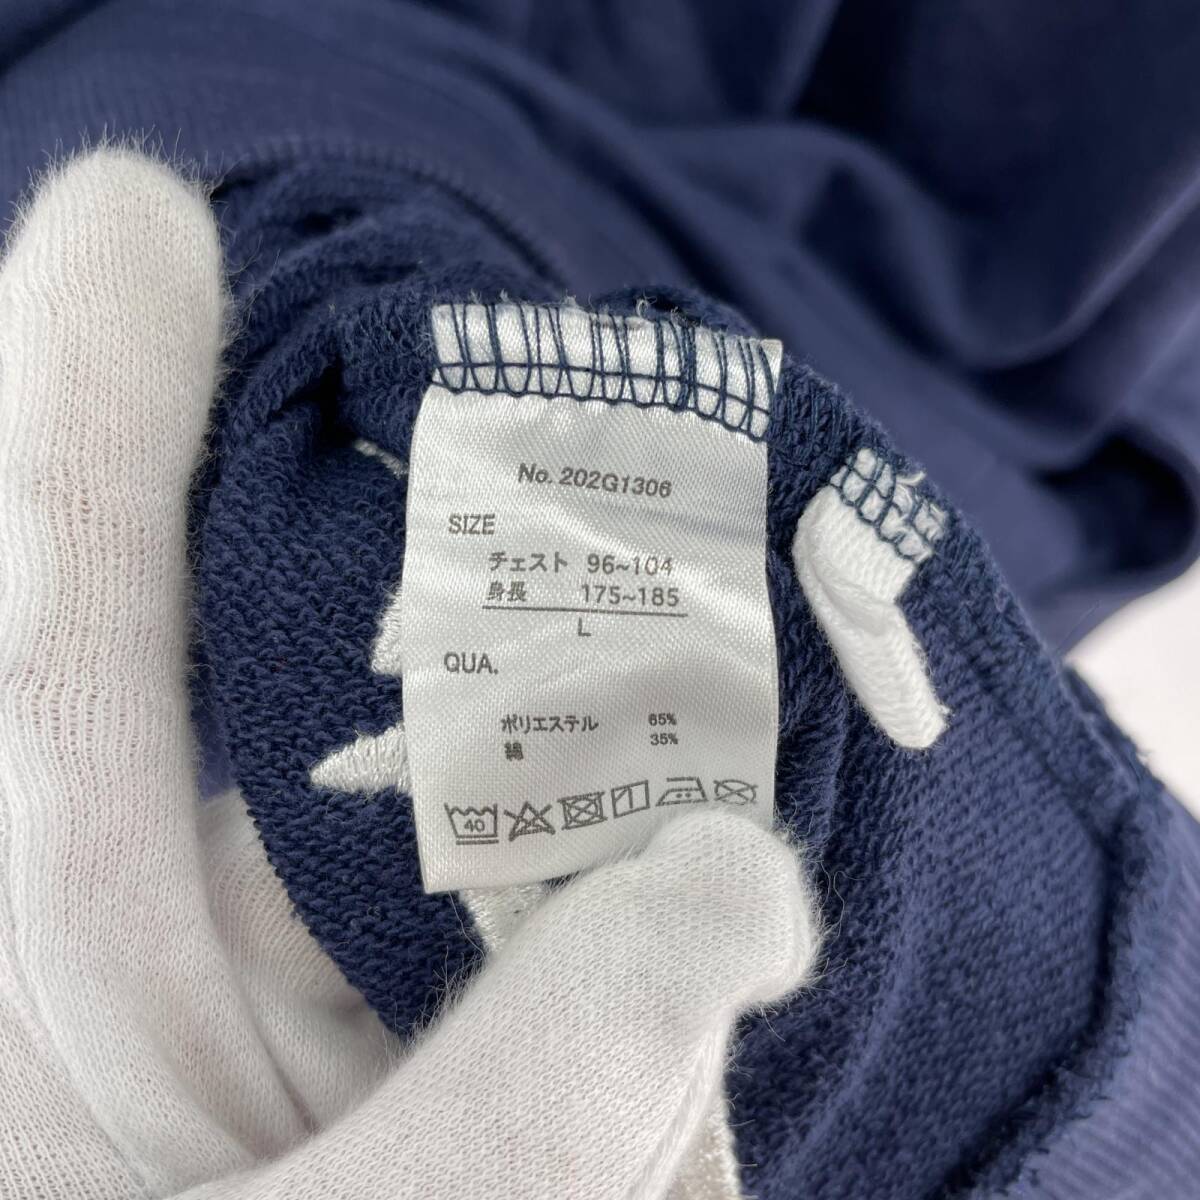 No. 202G1306
SIZE
チェスト 96~104
身長 175~185
L
QUA.
ポリエステル 65%
綿 35%
40